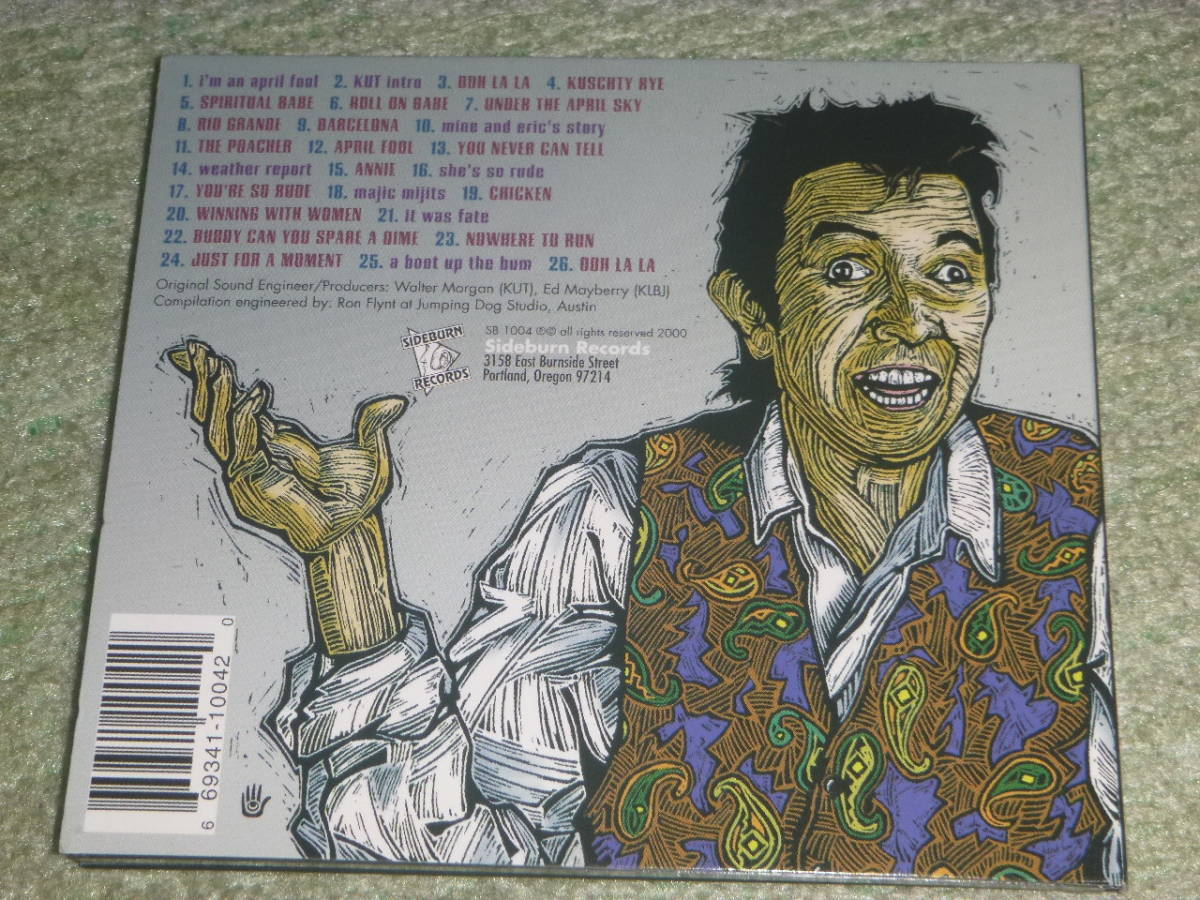 1. i'm an april fool 2. KUT intro 3. OOH LA LA 4. KUSCHTY RYE
5. SPIRITUAL BABE 6. ROLL ON BABE 7. UNDER THE APRIL SKY
8. RIO GRANDE 9. BARCELONA 10. mine and eric's story
11. THE POACHER 12. APRIL FOOL 13. YOU NEVER CAN TELL
14. weather report 15. ANNIE 16. she's so rude
17. YOU'RE SO RUDE 18. majic mijits 19. CHICKEN
20. WINNING WITH WOMEN 21. it was fate
22. BUDDY CAN YOU SPARE A DIME 23. NOWHERE TO RUN
24. JUST FOR A MOMENT 25. a boot up the bum 26. OOH LA LA
Original Sound Engineer/Producers: Walter Morgan (KUT), Ed Mayberry (KLBJ)
Compilation engineered by: Ron Flynt at Jumping Dog Studio, Austin
SIDEBURN
RECORDS
SB 1004 ℗© all rights reserved 2000
Sideburn Records
3158 East Burnside Street
Portland, Oregon 97214
6 69341-10042 0